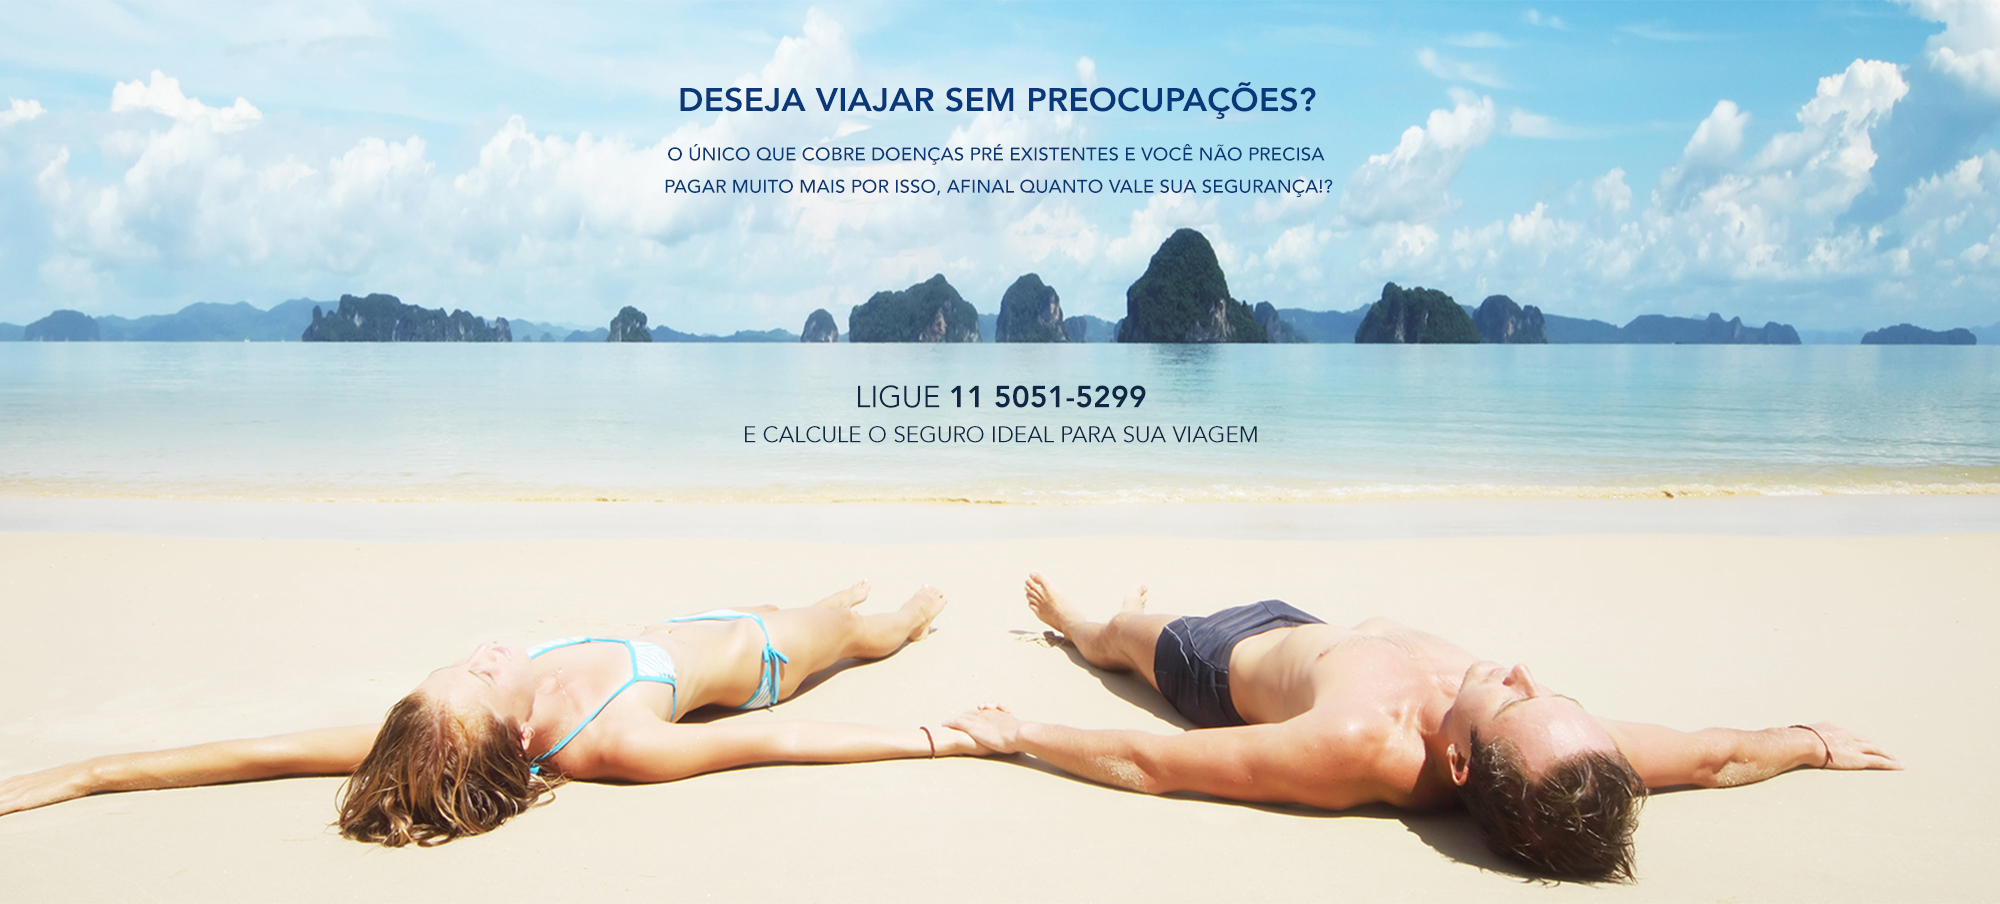 DESEJA VIAJAR SEM PREOCUPAÇÕES?
O ÚNICO QUE COBRE DOENÇAS PRÉ EXISTENTES E VOCÊ NÃO PRECISA
PAGAR MUITO MAIS POR ISSO, AFINAL QUANTO VALE SUA SEGURANÇA!?
LIGUE 11 5051-5299
E CALCULE O SEGURO IDEAL PARA SUA VIAGEM